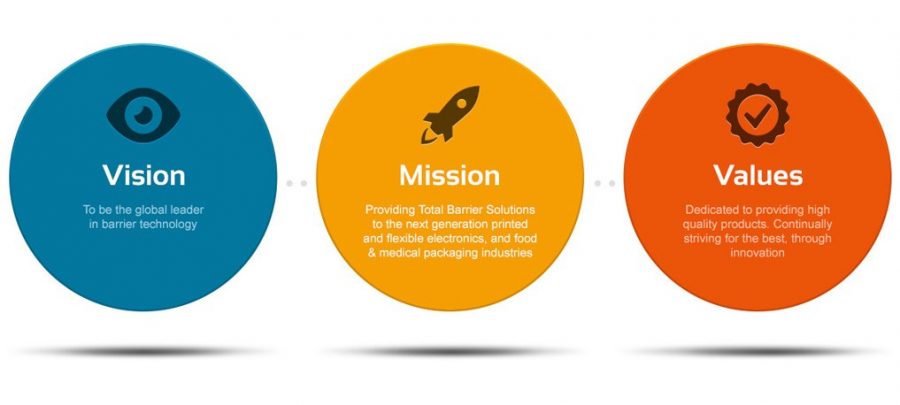 Vision
To be the global leader
in barrier technology
Mission
Providing Total Barrier Solutions
to the next generation printed
and flexible electronics, and food
& medical packaging industries
Values
Dedicated to providing high
quality products. Continually
striving for the best, through
innovation